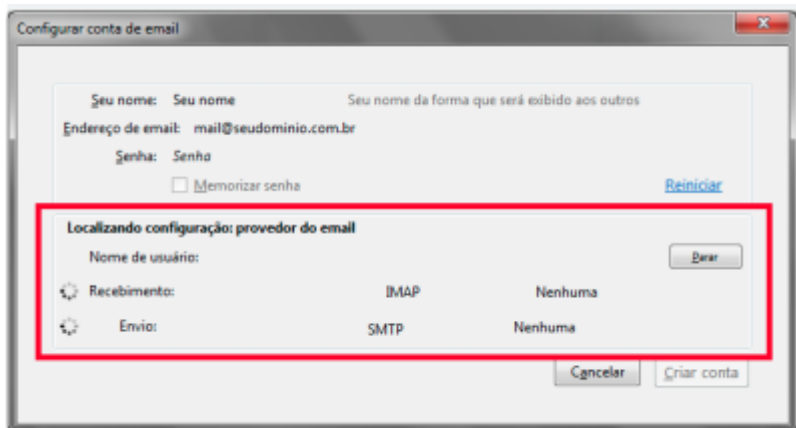 Configurar conta de email
Seu nome: Seu nome Seu nome da forma que será exibido aos outros
Endereço de email: mail@seudominio.com.br
Senha: Senha
Memorizar senha Reiniciar
Localizando configuração: provedor do email
Nome de usuário: Parar
Recebimento: IMAP Nenhuma
Envio: SMTP Nenhuma
Cancelar Criar conta